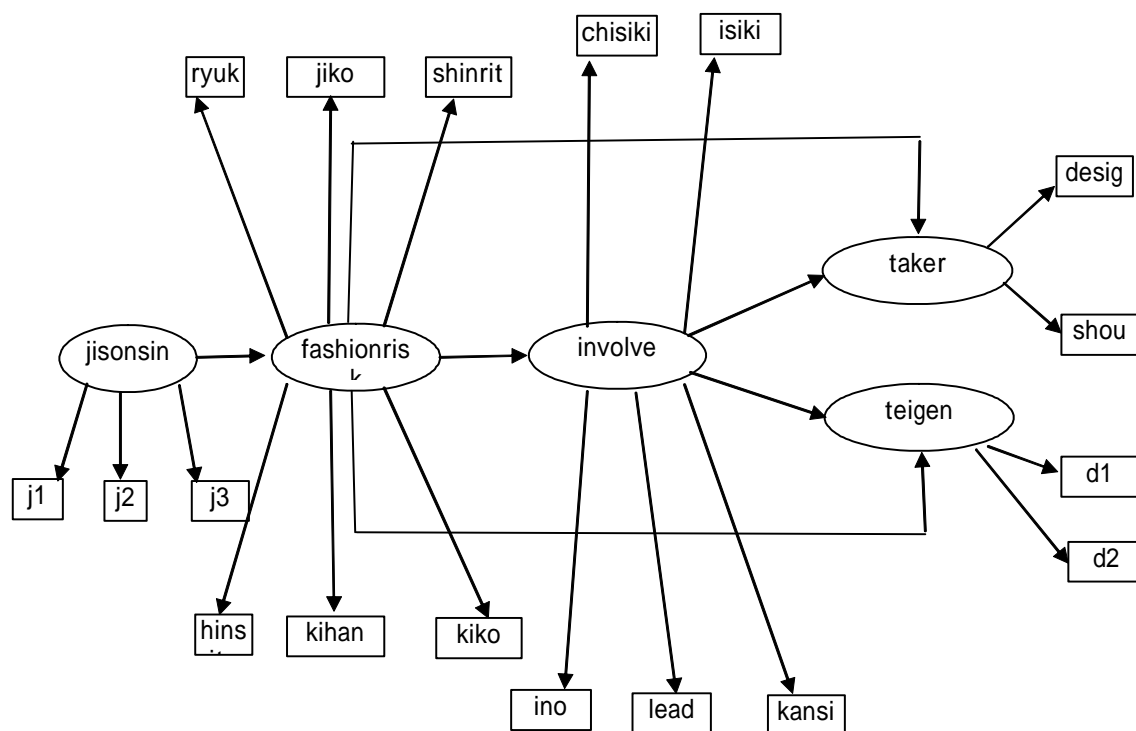 chisiki
isiki
ryuk
jiko
shinrit
desig
taker
shou
jisonsin
fashionris
k
involve
teigen
d1
j1
j2
j3
d2
hins
kihan
kiko
ino
lead
kansi